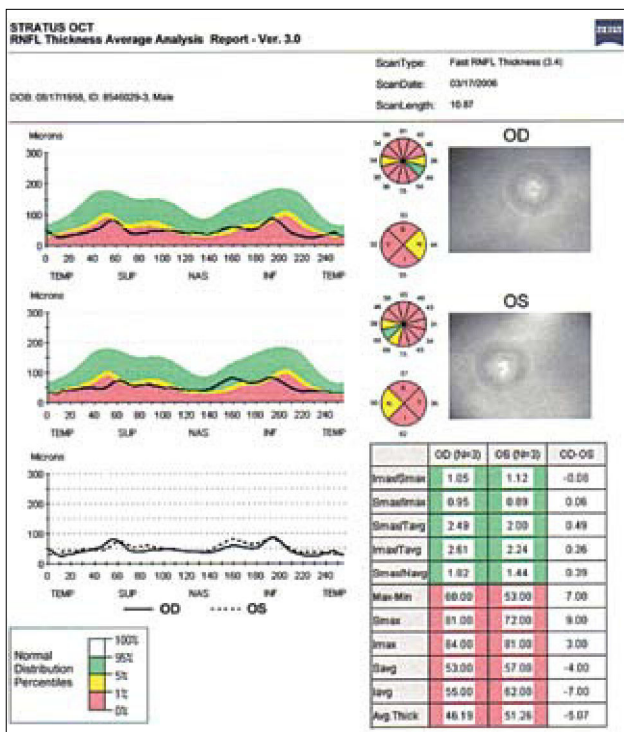 STRATUS OCT
RNFL Thickness Average Analysis Report - Ver. 3.0
ZEISS
ScanType: Fast RNFL Thickness (3.4)
DOB: 08/17/1958, ID: 8546029-3, Male
ScanDate: 03/17/2006
ScanLength: 10.87
OD
Microns
300
200
100
0
0 20 40 60 80 100 120 140 160 180 200 220 240
TEMP SUP NAS INF TEMP
OS
Microns
300
200
100
0
0 20 40 60 80 100 120 140 160 180 200 220 240
TEMP SUP NAS INF TEMP
Microns
300
200
100
0
0 20 40 60 80 100 120 140 160 180 200 220 240
TEMP SUP NAS INF TEMP
OD OS
Normal
Distribution
Percentiles
100%
95%
5%
1%
0%
OD (N=3) OS (N=3) OD-OS
Imax/Smax 1.05 1.12
Smax/Imax 0.95 0.89 0.06
Smax/Tavg 2.49 2.00 0.49
Imax/Tavg 2.61 2.24 0.36
Smax/Navg 1.44 0.39
Max-Min 53.00 7.00
Smax 81.00 72.00 9.00
Imax 84.00 81.00 3.00
Savg 53.00 57.00 -4.00
Iavg 55.00 62.00 -7.00
Avg.Thick 46.19 51.26 -5.07